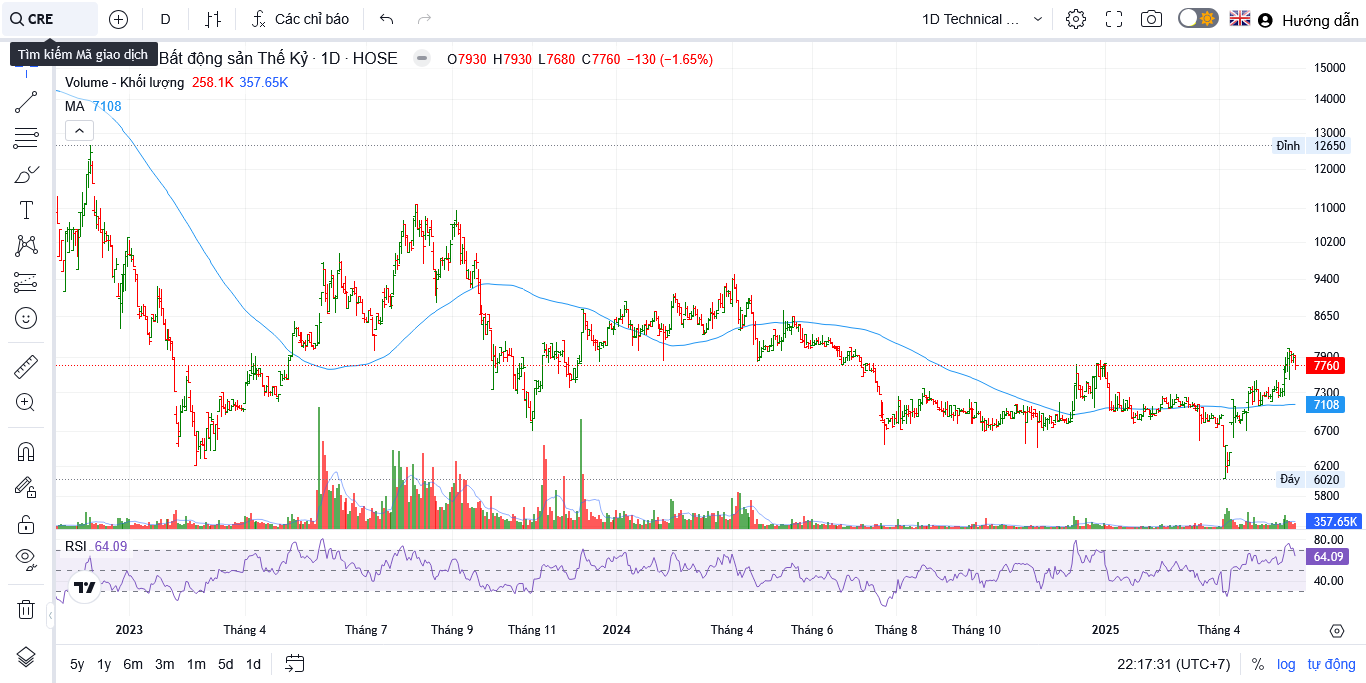 CRE
D
Các chỉ báo
1D Technical ...
Hướng dẫn
Tìm kiếm Mã giao dịch
Bất động sản Thế Kỷ · 1D · HOSE
O7930 H7930 L7680 C7760 −130 (−1.65%)
Volume - Khối lượng 258.1K 357.65K
MA 7108
15000
14000
13000
Đỉnh 12650
12000
11000
10200
9400
8650
7900
7760
7300
7108
6700
6200
Đáy 6020
5800
357.65K
RSI 64.09
80.00
64.09
40.00
2023 Tháng 4 Tháng 7 Tháng 9 Tháng 11 2024 Tháng 4 Tháng 6 Tháng 8 Tháng 10 2025 Tháng 4
5y 1y 6m 3m 1m 5d 1d
22:17:31 (UTC+7) % log tự động